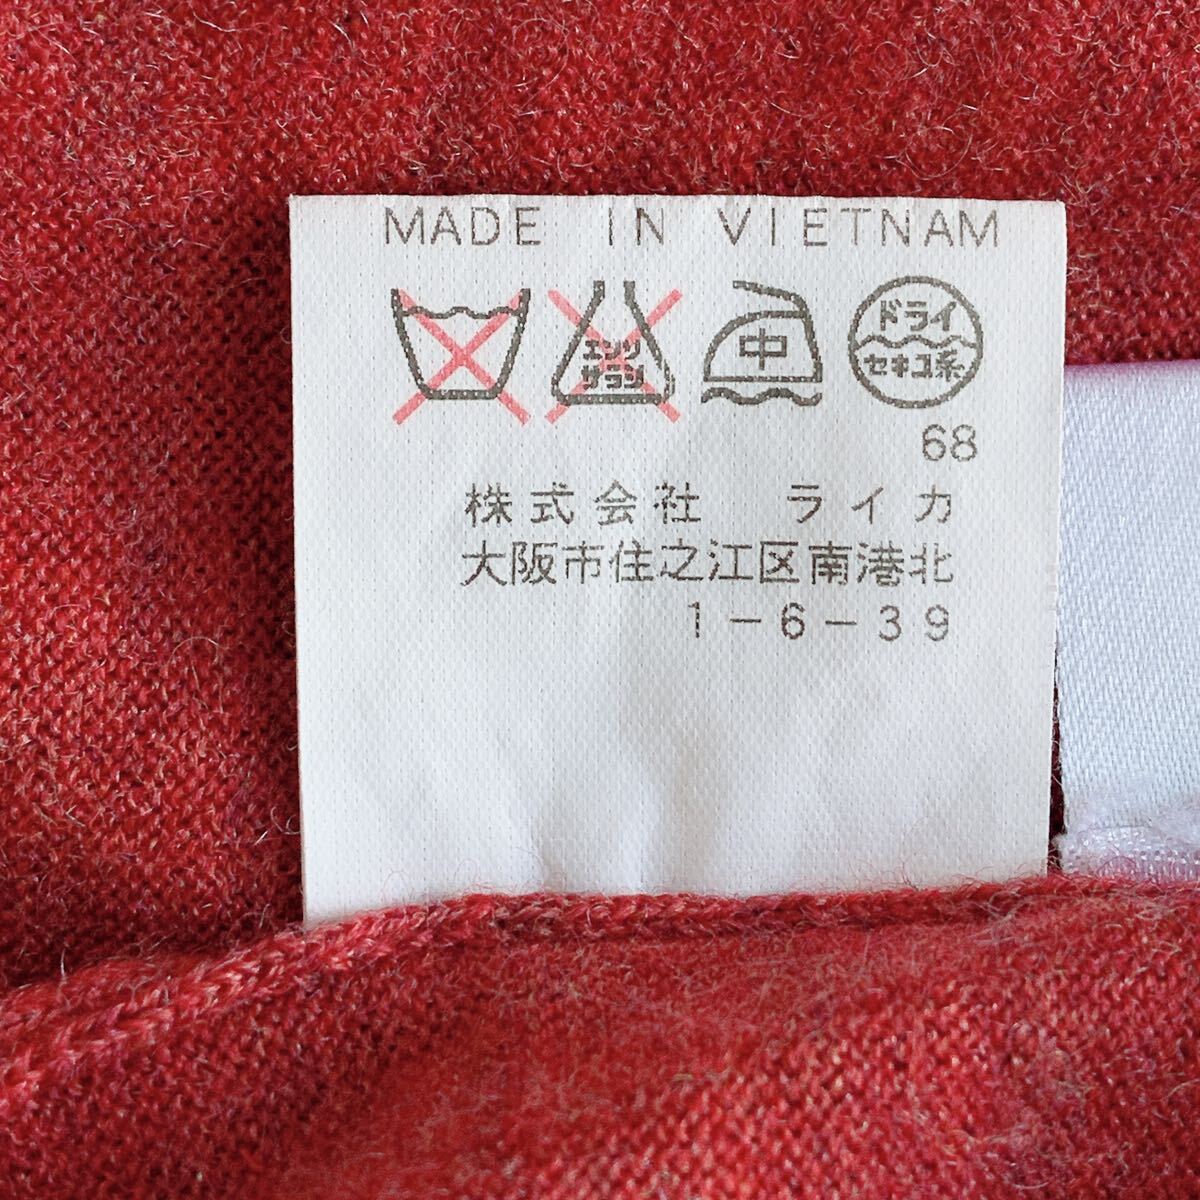 MADE IN VIETNAM
エンソ サラシ 中 ドライ セキユ系
68
株式会社 ライカ
大阪市住之江区南港北
1-6-39